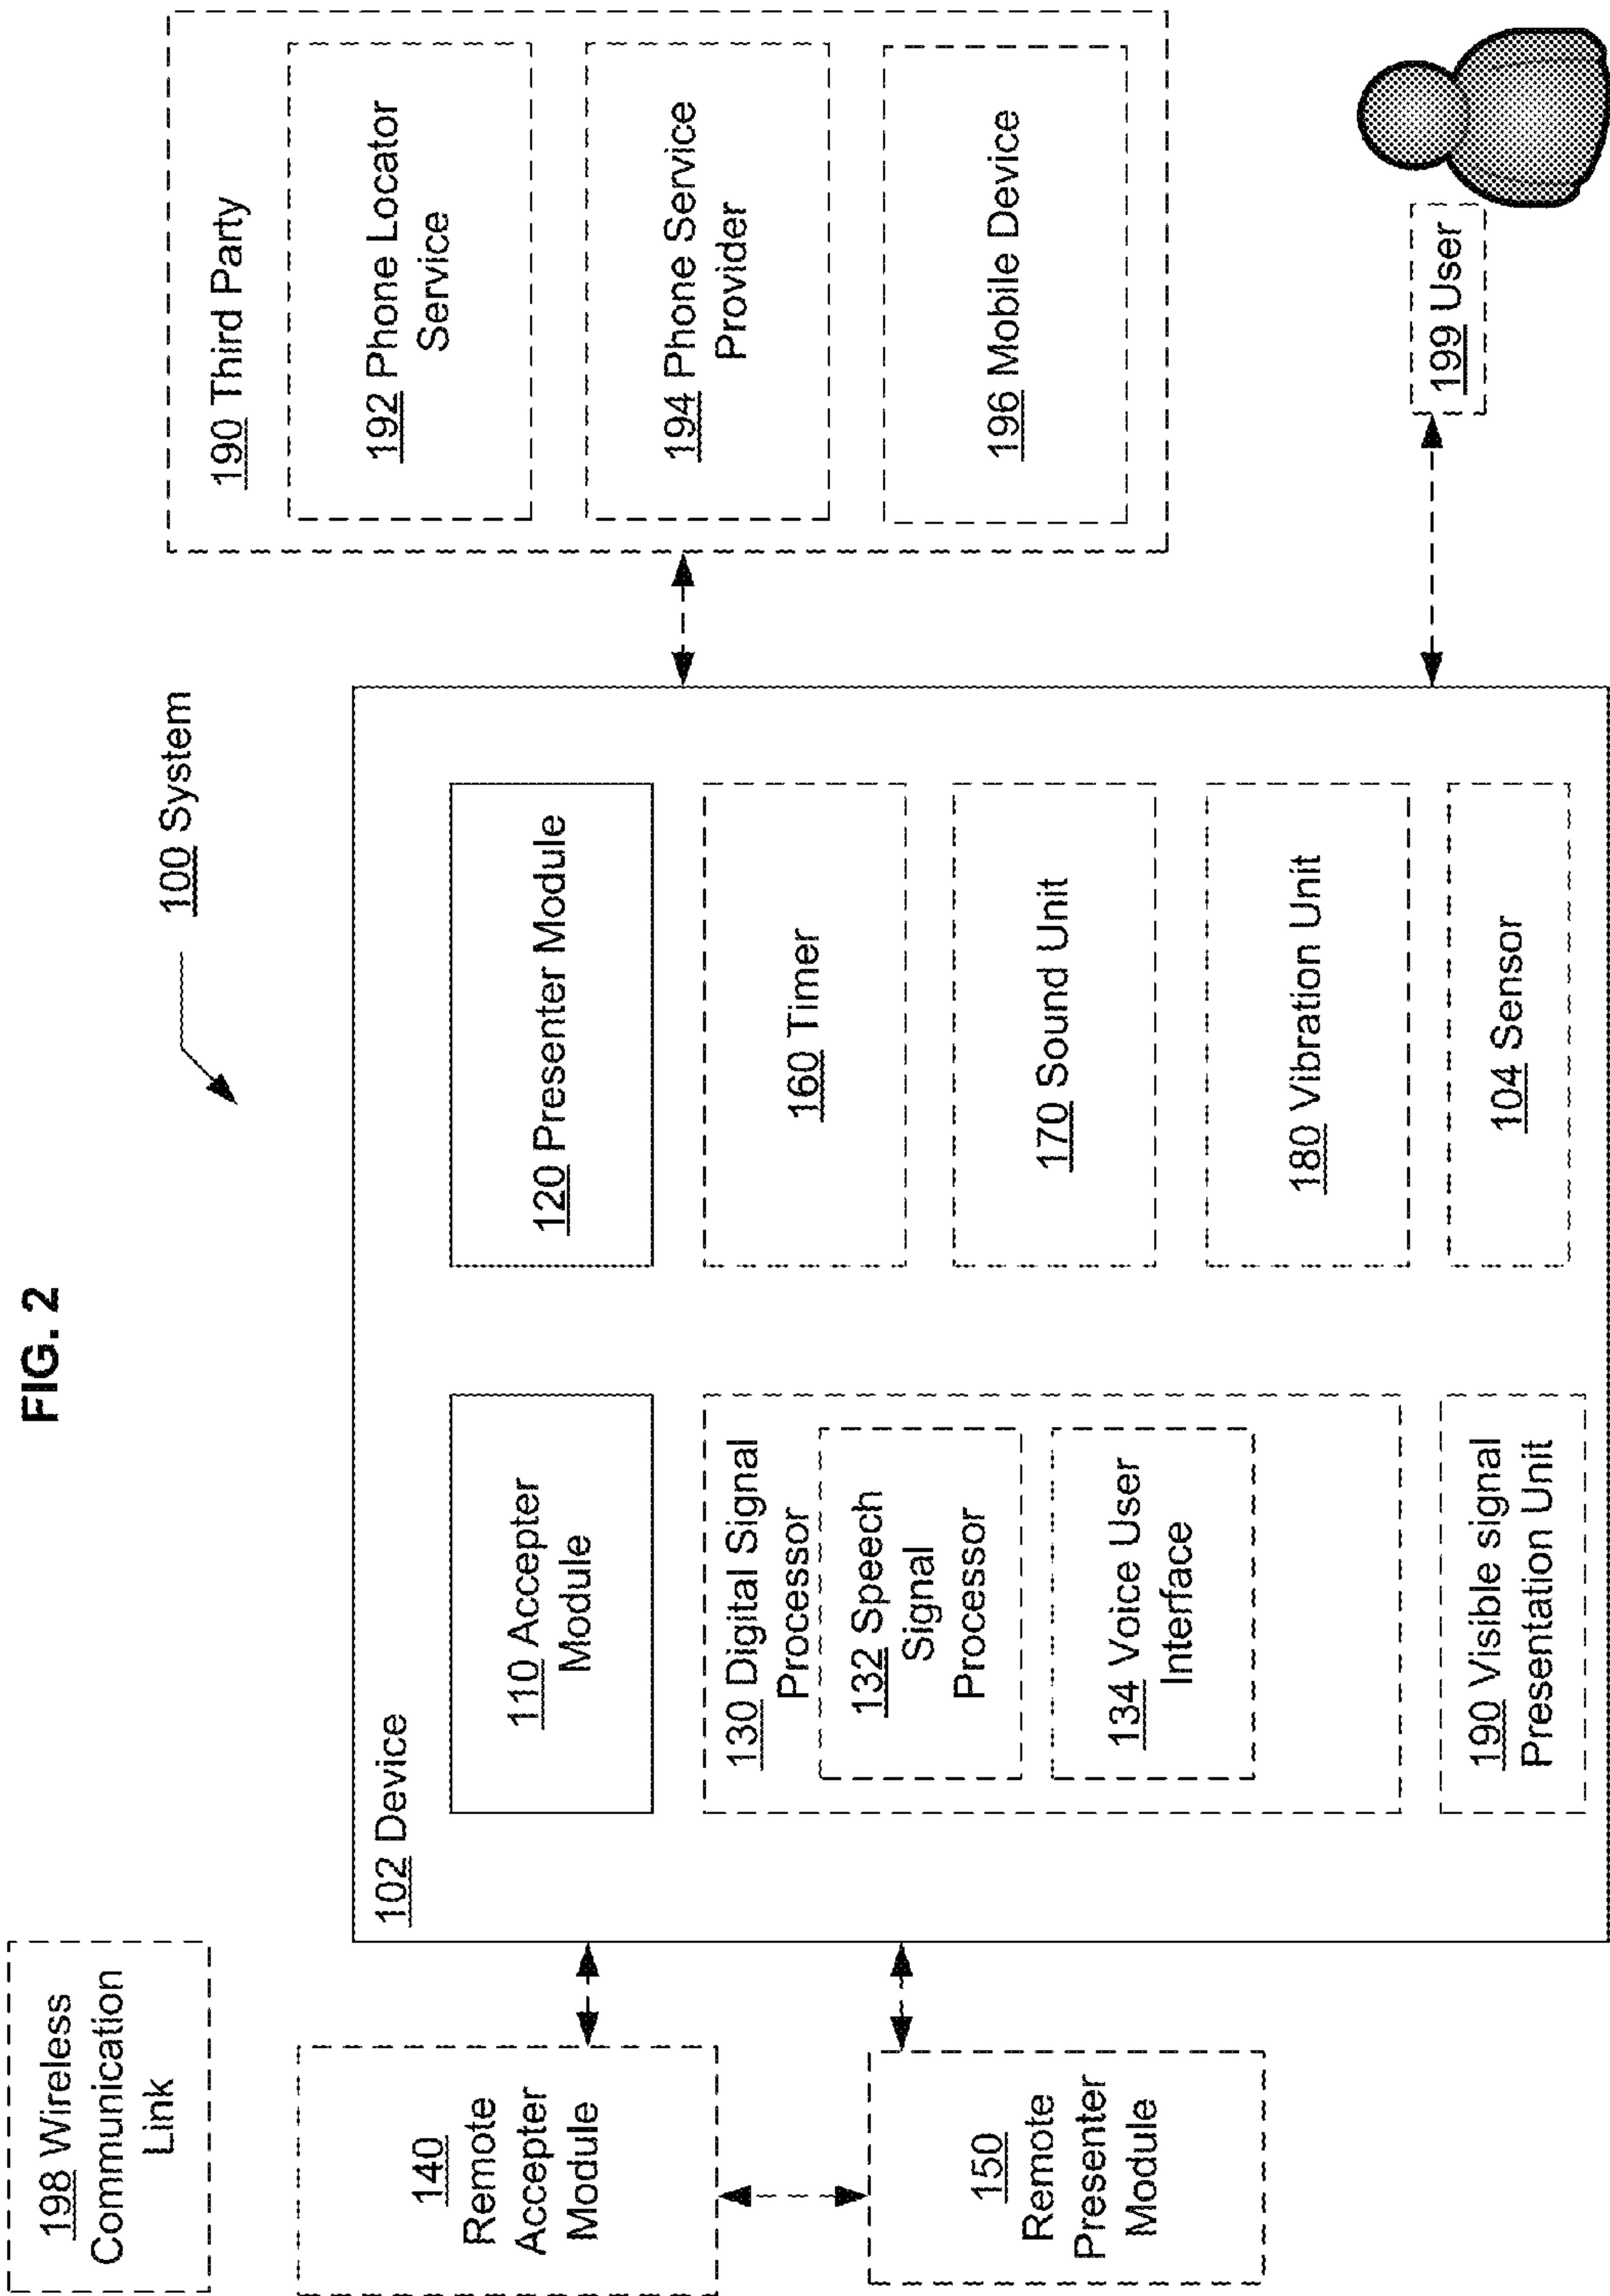 FIG. 2
100 System
198 Wireless
Communication
Link
140
Remote
Accepter
Module
150
Remote
Presenter
Module
102 Device
110 Accepter
Module
130 Digital Signal
Processor
132 Speech
Signal
Processor
134 Voice User
Interface
190 Visible signal
Presentation Unit
120 Presenter Module
160 Timer
170 Sound Unit
180 Vibration Unit
104 Sensor
190 Third Party
192 Phone Locator
Service
194 Phone Service
Provider
196 Mobile Device
199 User